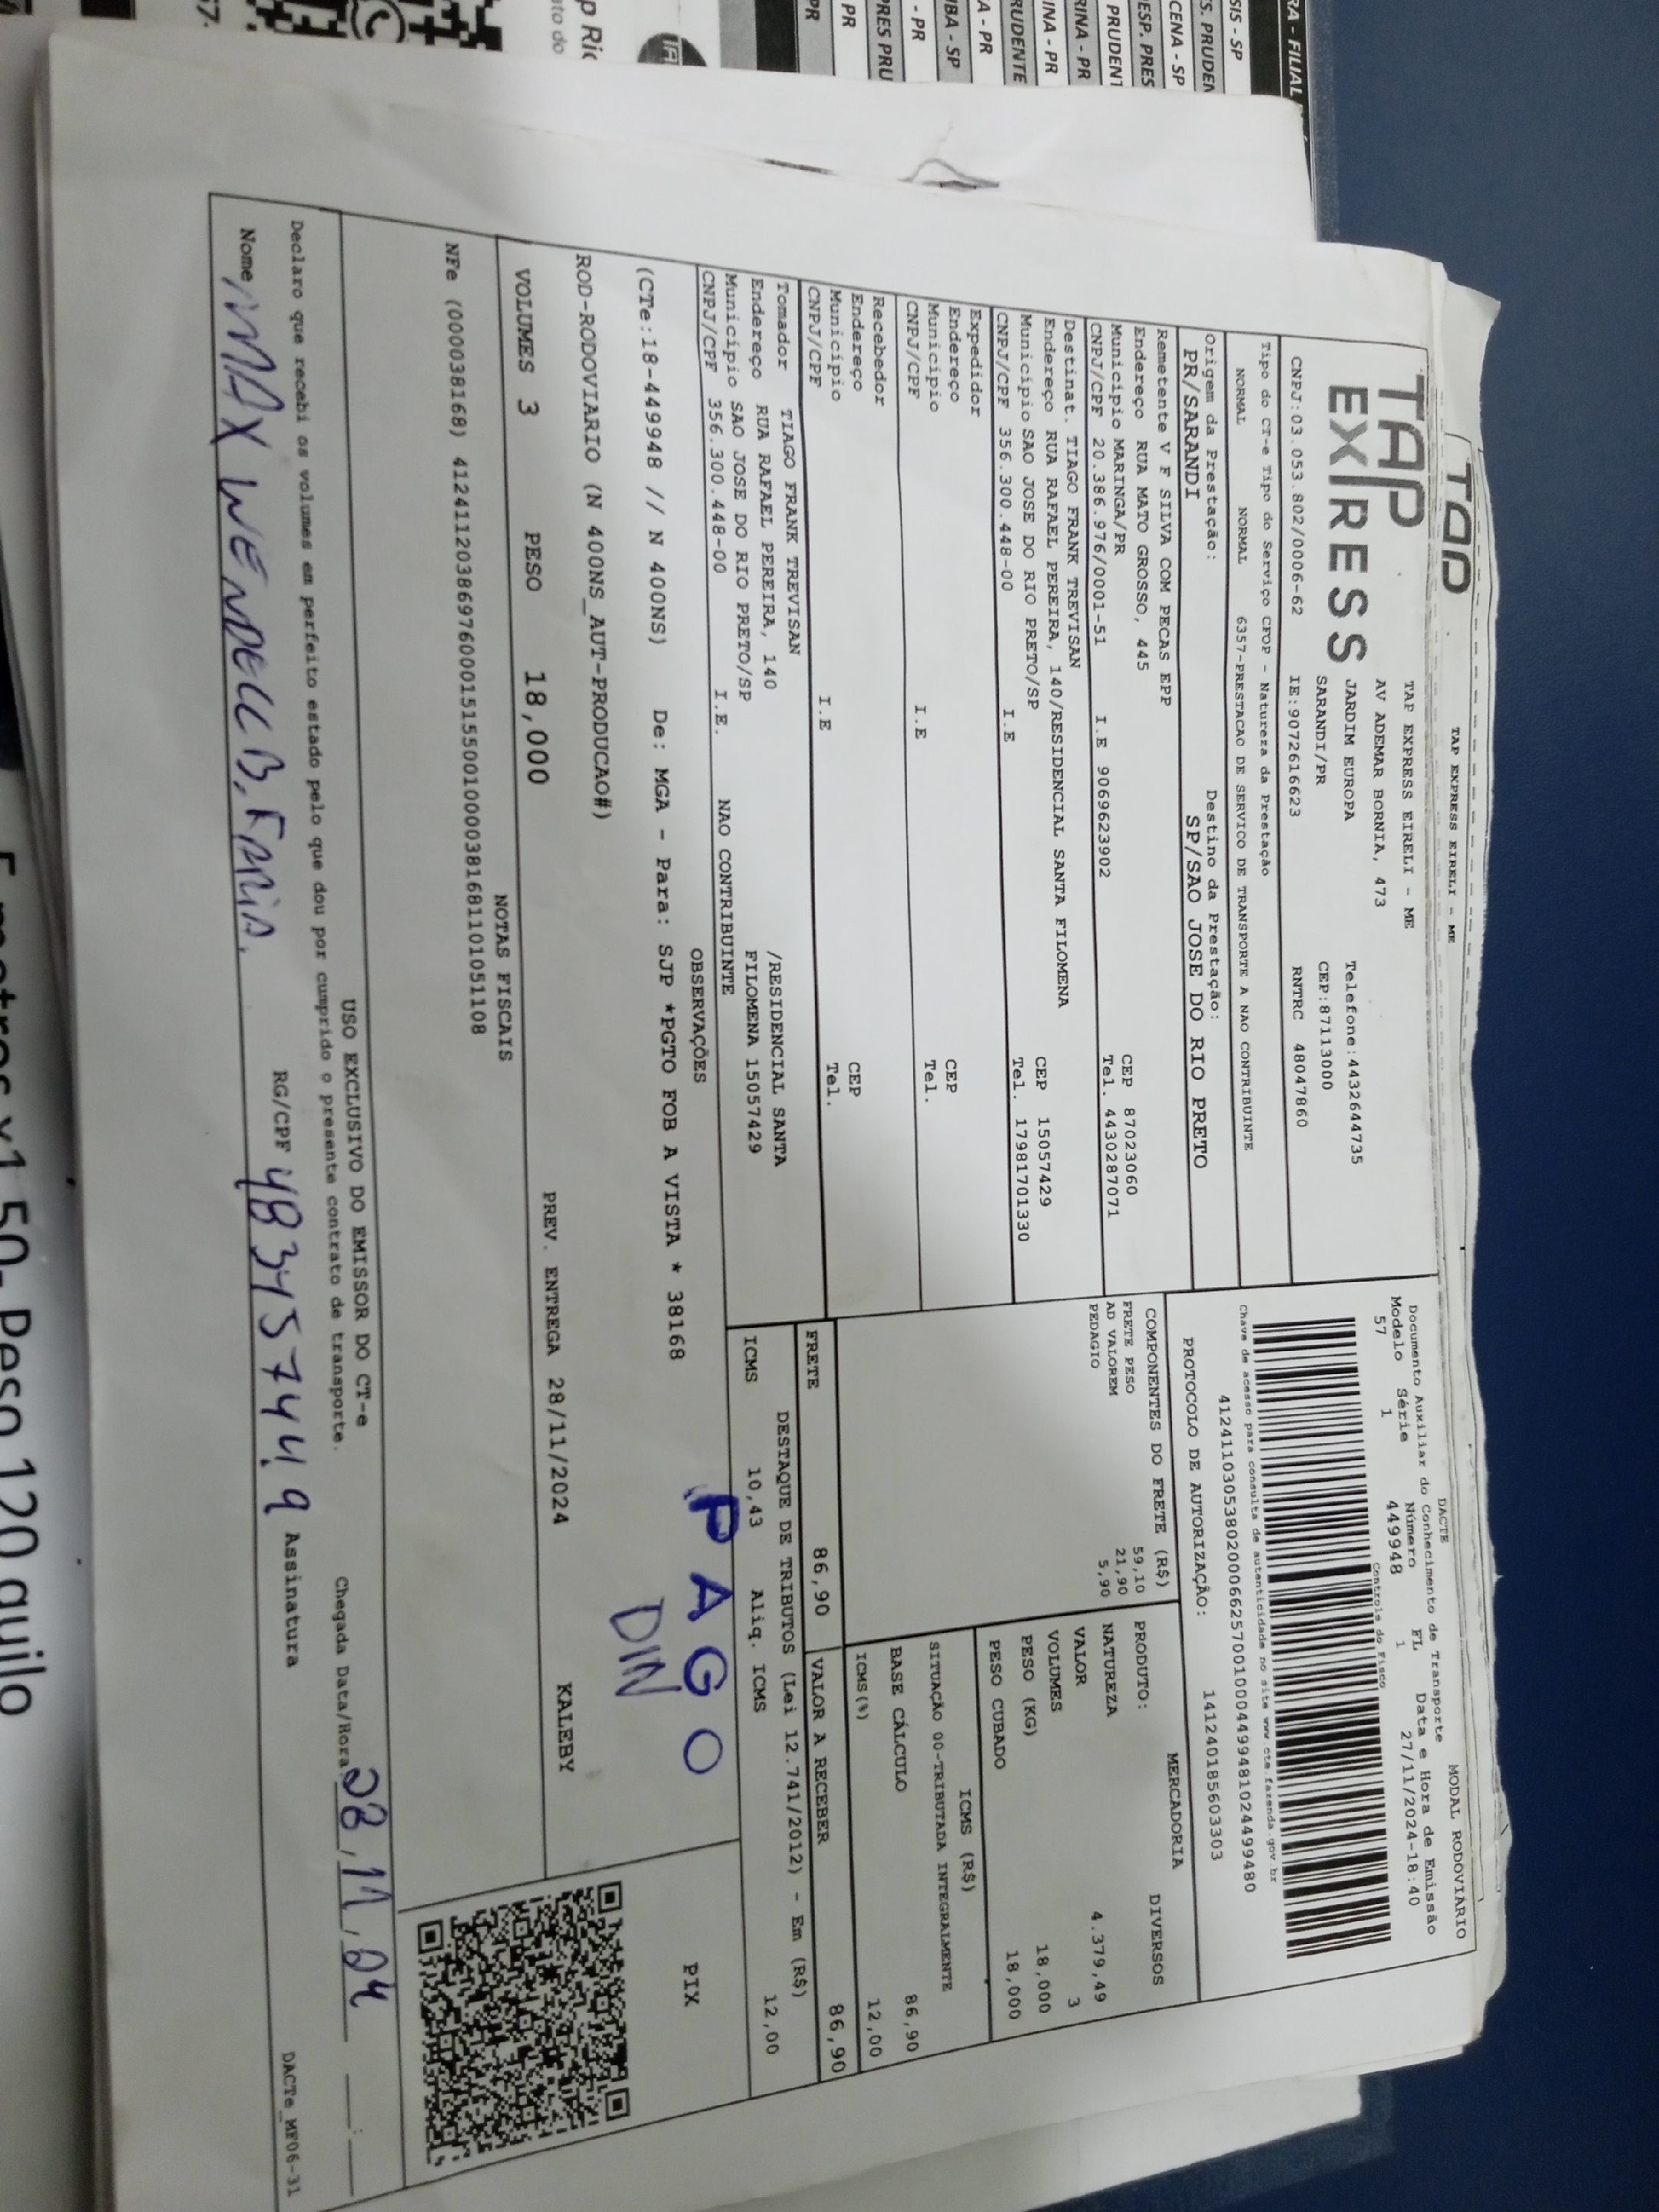 TAP EXPRESS EIRELI - ME
TAP
EXPRESS
TAP EXPRESS EIRELI - ME
AV ADEMAR BORNIA, 473
JARDIM EUROPA Telefone:4432644735
SARANDI/PR CEP:87113000
CNPJ:03.053.802/0006-62 IE:9072616623 RNTRC 48047860
DACTE MODAL RODOVIÁRIO
Documento Auxiliar do Conhecimento de Transporte
Modelo Série Número FL Data e Hora de Emissão
57 1 449948 1 27/11/2024-18:40
Controle do Fisco
Chave de acesso para consulta de autenticidade no site www.cte.fazenda.gov.br
41241103053802000662570010004499481024499480
PROTOCOLO DE AUTORIZAÇÃO: 141240185603303
Tipo do CT-e Tipo do Serviço CFOP - Natureza da Prestação
NORMAL NORMAL 6357-PRESTACAO DE SERVICO DE TRANSPORTE A NAO CONTRIBUINTE
Origem da Prestação: Destino da Prestação:
PR/SARANDI SP/SAO JOSE DO RIO PRETO
Remetente V F SILVA COM PECAS EPP
Endereço RUA MATO GROSSO, 445 CEP 87023060
Município MARINGA/PR Tel. 4430287071
CNPJ/CPF 20.386.976/0001-51 I.E 9069623902
Destinat. TIAGO FRANK TREVISAN
Endereço RUA RAFAEL PEREIRA, 140/RESIDENCIAL SANTA FILOMENA CEP 15057429
Município SAO JOSE DO RIO PRETO/SP Tel. 17981701330
CNPJ/CPF 356.300.448-00 I.E
Expedidor
Endereço CEP
Município Tel.
CNPJ/CPF I.E
Recebedor
Endereço CEP
Município Tel.
CNPJ/CPF I.E
Tomador TIAGO FRANK TREVISAN /RESIDENCIAL SANTA
Endereço RUA RAFAEL PEREIRA, 140 FILOMENA 15057429
Município SAO JOSE DO RIO PRETO/SP
CNPJ/CPF 356.300.448-00 I.E. NAO CONTRIBUINTE
COMPONENTES DO FRETE (R$)
FRETE PESO 59,10
AD VALOREM 21,90
PEDAGIO 5,90
MERCADORIA
PRODUTO: DIVERSOS
NATUREZA
VALOR 4.379,49
VOLUMES 3
PESO (KG) 18,000
PESO CUBADO 18,000
ICMS (R$)
SITUAÇÃO 00-TRIBUTADA INTEGRALMENTE
BASE CÁLCULO 86,90
ICMS(%) 12,00
FRETE 86,90 VALOR A RECEBER 86,90
DESTAQUE DE TRIBUTOS (Lei 12.741/2012) - Em (R$)
ICMS 10,43 Aliq. ICMS 12,00
OBSERVAÇÕES
(CTe:18-449948 // N 400NS) De: MGA - Para: SJP *PGTO FOB A VISTA * 38168
ROD-RODOVIARIO (N 400NS_AUT-PRODUCAO#)
PAGO
DIN
PIX
VOLUMES 3 PESO 18,000 PREV. ENTREGA 28/11/2024 KALEBY
NOTAS FISCAIS
NFe (000038168) 41241120386976000151550010000381681101051108
USO EXCLUSIVO DO EMISSOR DO CT-e
Declaro que recebi os volumes em perfeito estado pelo que dou por cumprido o presente contrato de transporte. Chegada Data/Hora 28,11,24
Nome MAX WENDELL B. FARIA. RG/CPF 483457449 Assinatura
DACTe_MF06-31
Peso 120 quilo